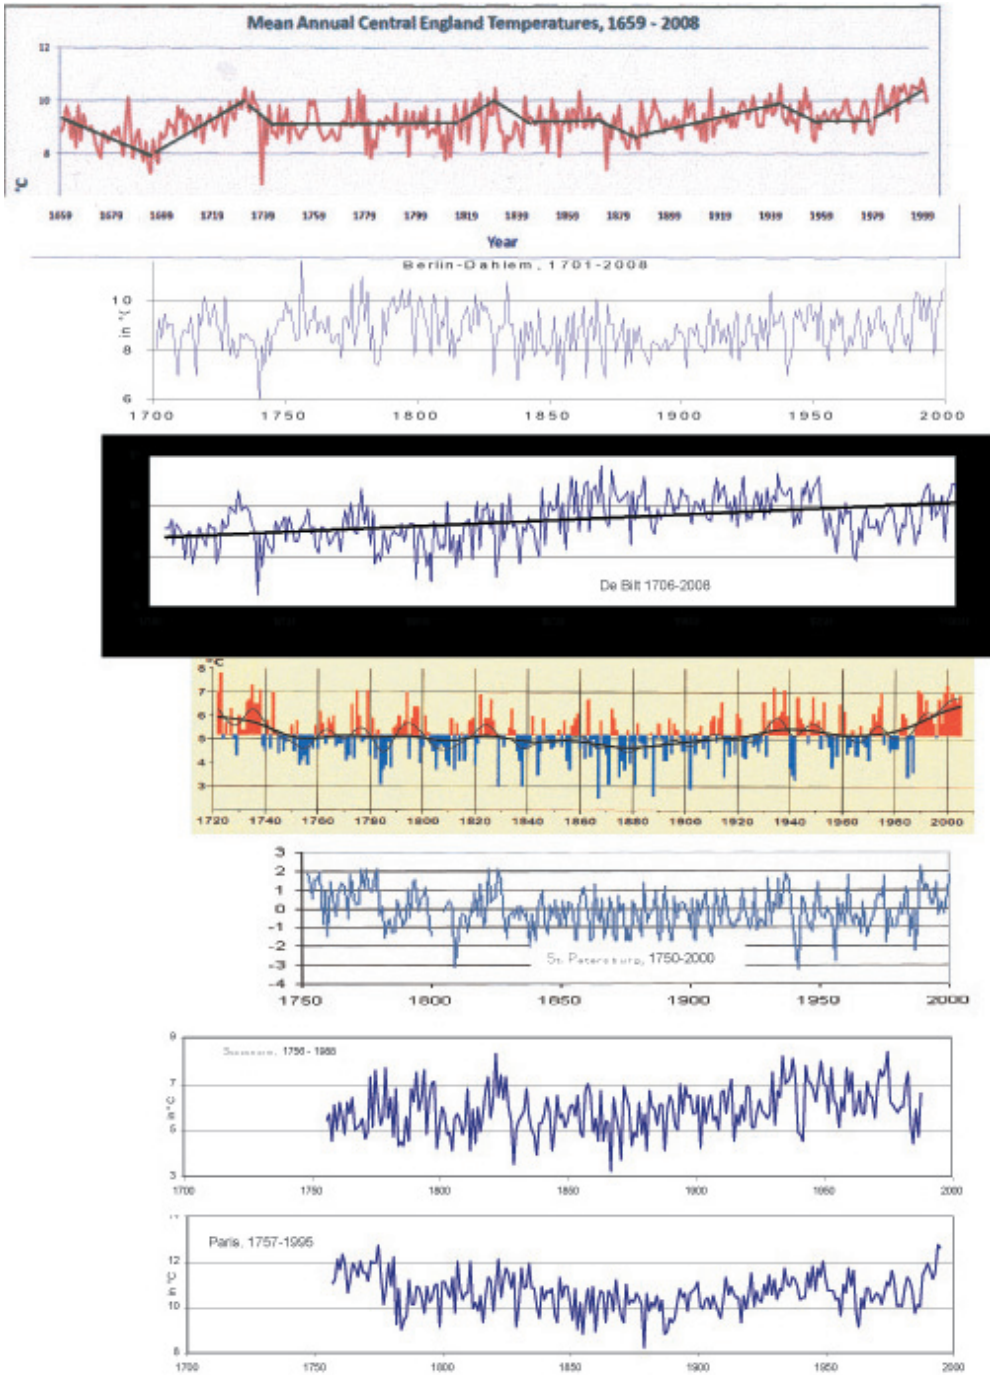 Mean Annual Central England Temperatures, 1659 - 2008
12
10
8
°C
1659 1679 1699 1719 1739 1759 1779 1799 1819 1839 1859 1879 1899 1919 1939 1959 1979 1999
Year
Berlin-Dahlem, 1701-2008
10
8
6
in °C
1700 1750 1800 1850 1900 1950 2000
De Bilt 1706-2008
°C
8
7
6
5
4
3
1720 1740 1760 1780 1800 1820 1840 1860 1880 1900 1920 1940 1960 1980 2000
3
2
1
0
-1
-2
-3
-4
St. Petersburg, 1750-2000
1750 1800 1850 1900 1950 2000
9
7
5
3
in °C
1756 - 1988
1700 1750 1800 1850 1900 1950 2000
Paris, 1757-1995
12
10
8
in °C
1700 1750 1800 1850 1900 1950 2000